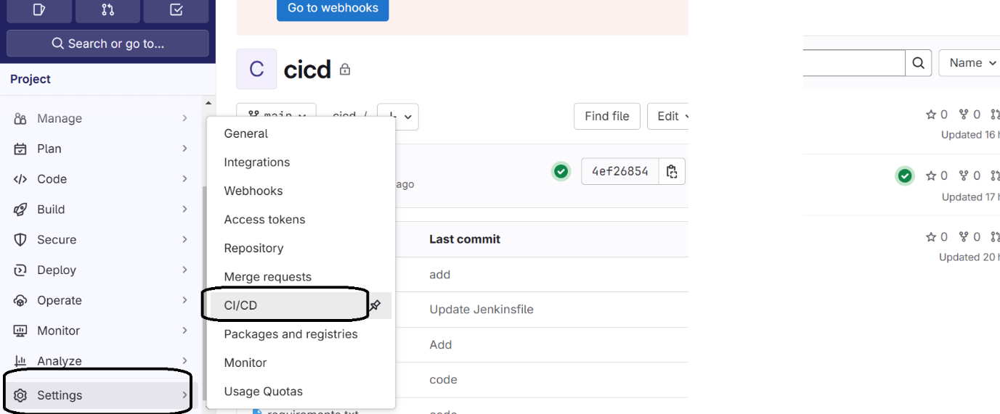 Go to webhooks
Search or go to...
Project
C cicd
Name
main
cicd /
Find file
Edit
Manage
Plan
Code
Build
Secure
Deploy
Operate
Monitor
Analyze
Settings
General
Integrations
Webhooks
Access tokens
Repository
Merge requests
CI/CD
Packages and registries
Monitor
Usage Quotas
ago
4ef26854
Last commit
add
Update Jenkinsfile
Add
code
requirements.txt
code
0 0
Updated 16 h
0 0
Updated 17 h
0 0
Updated 20 h